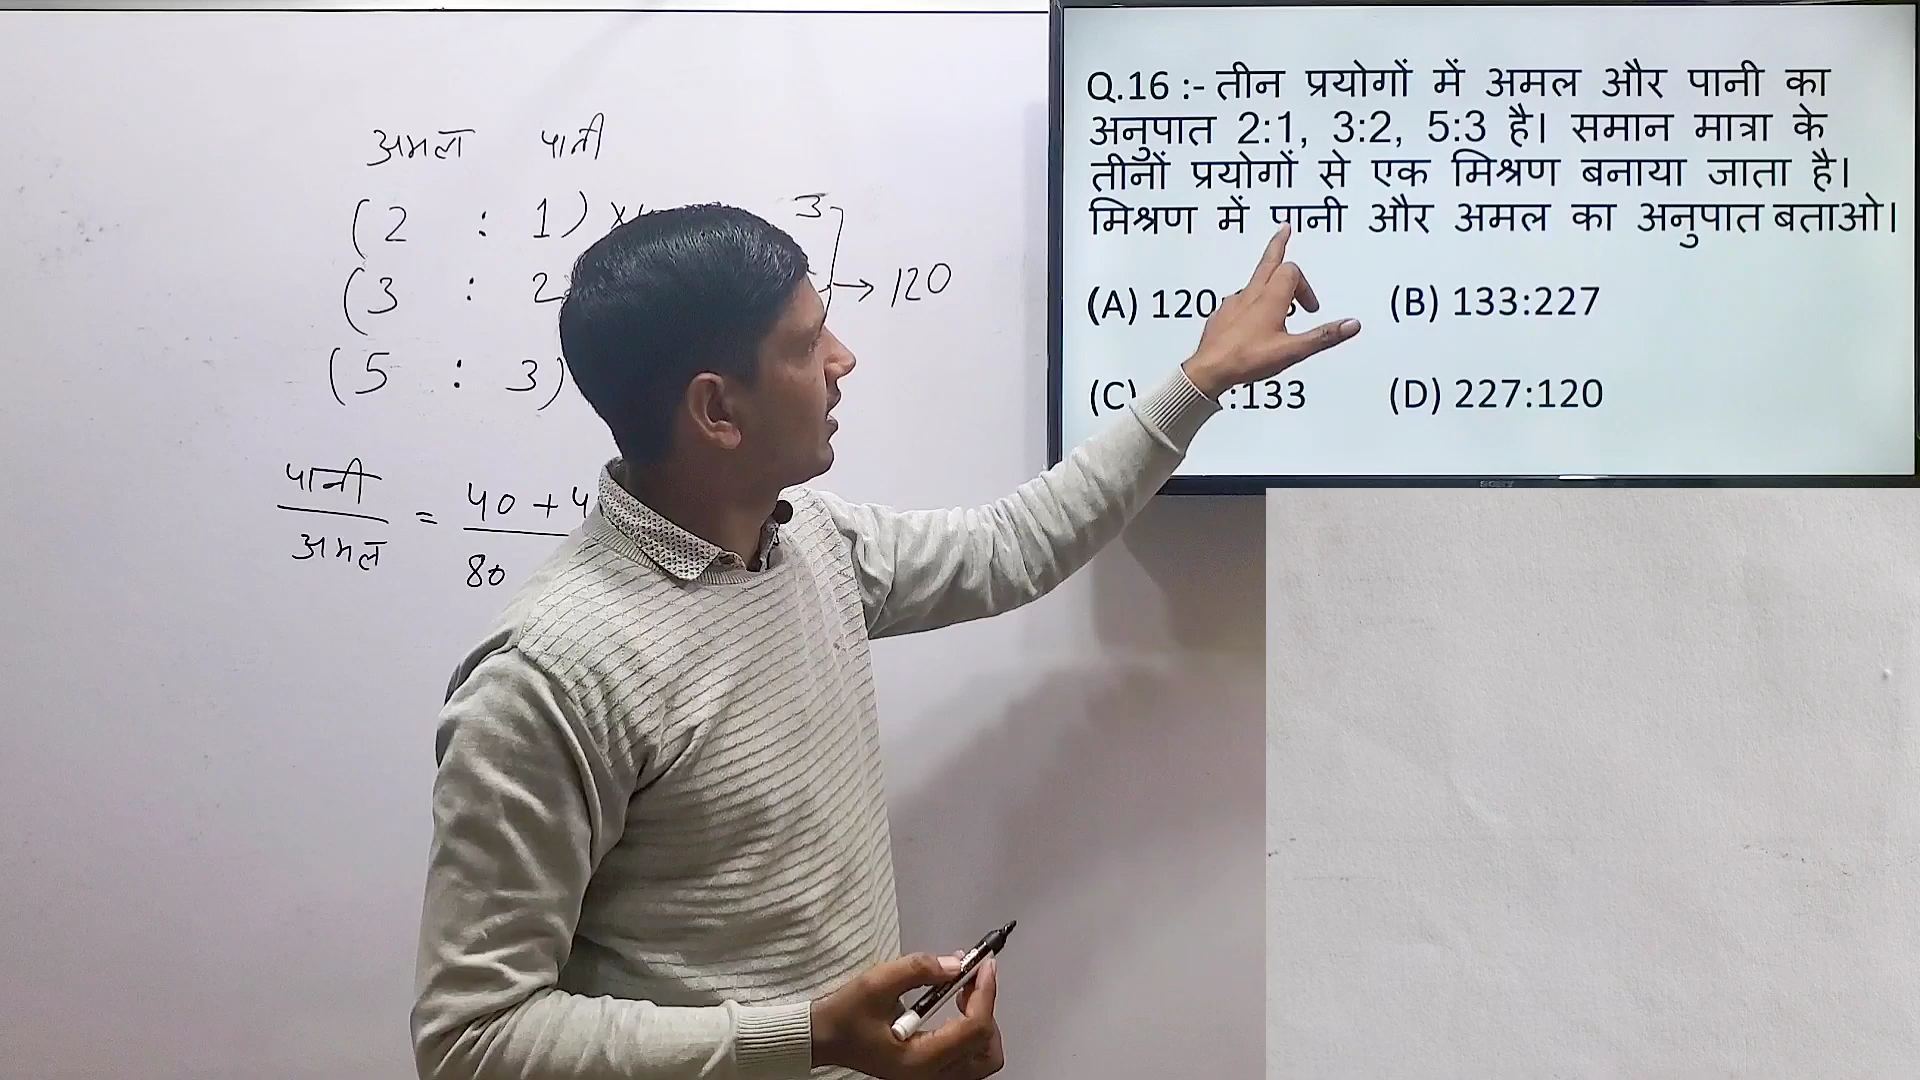 अमल पानी
(2 : 1) x 3
(3 : 2 → 120
(5 : 3)
पानी = 40 + 4
अमल 80
Q.16 :- तीन प्रयोगों में अमल और पानी का
अनुपात 2:1, 3:2, 5:3 है। समान मात्रा के
तीनों प्रयोगों से एक मिश्रण बनाया जाता है।
मिश्रण में पानी और अमल का अनुपात बताओ।
(A) 120: (B) 133:227
(C) :133 (D) 227:120
SONY